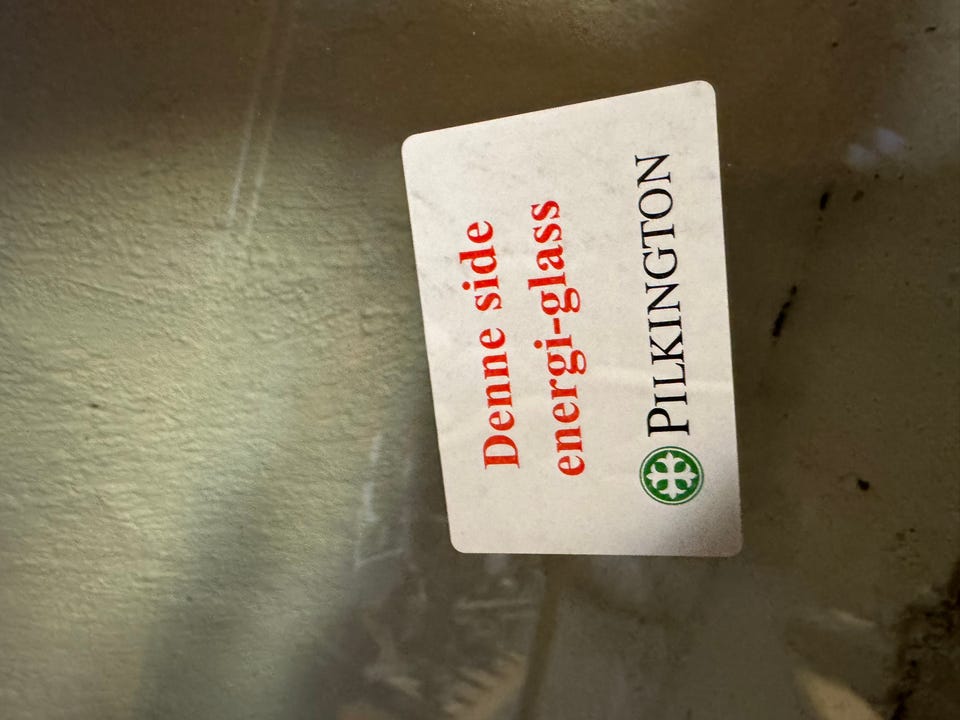 Denne side
energi-glass
PILKINGTON